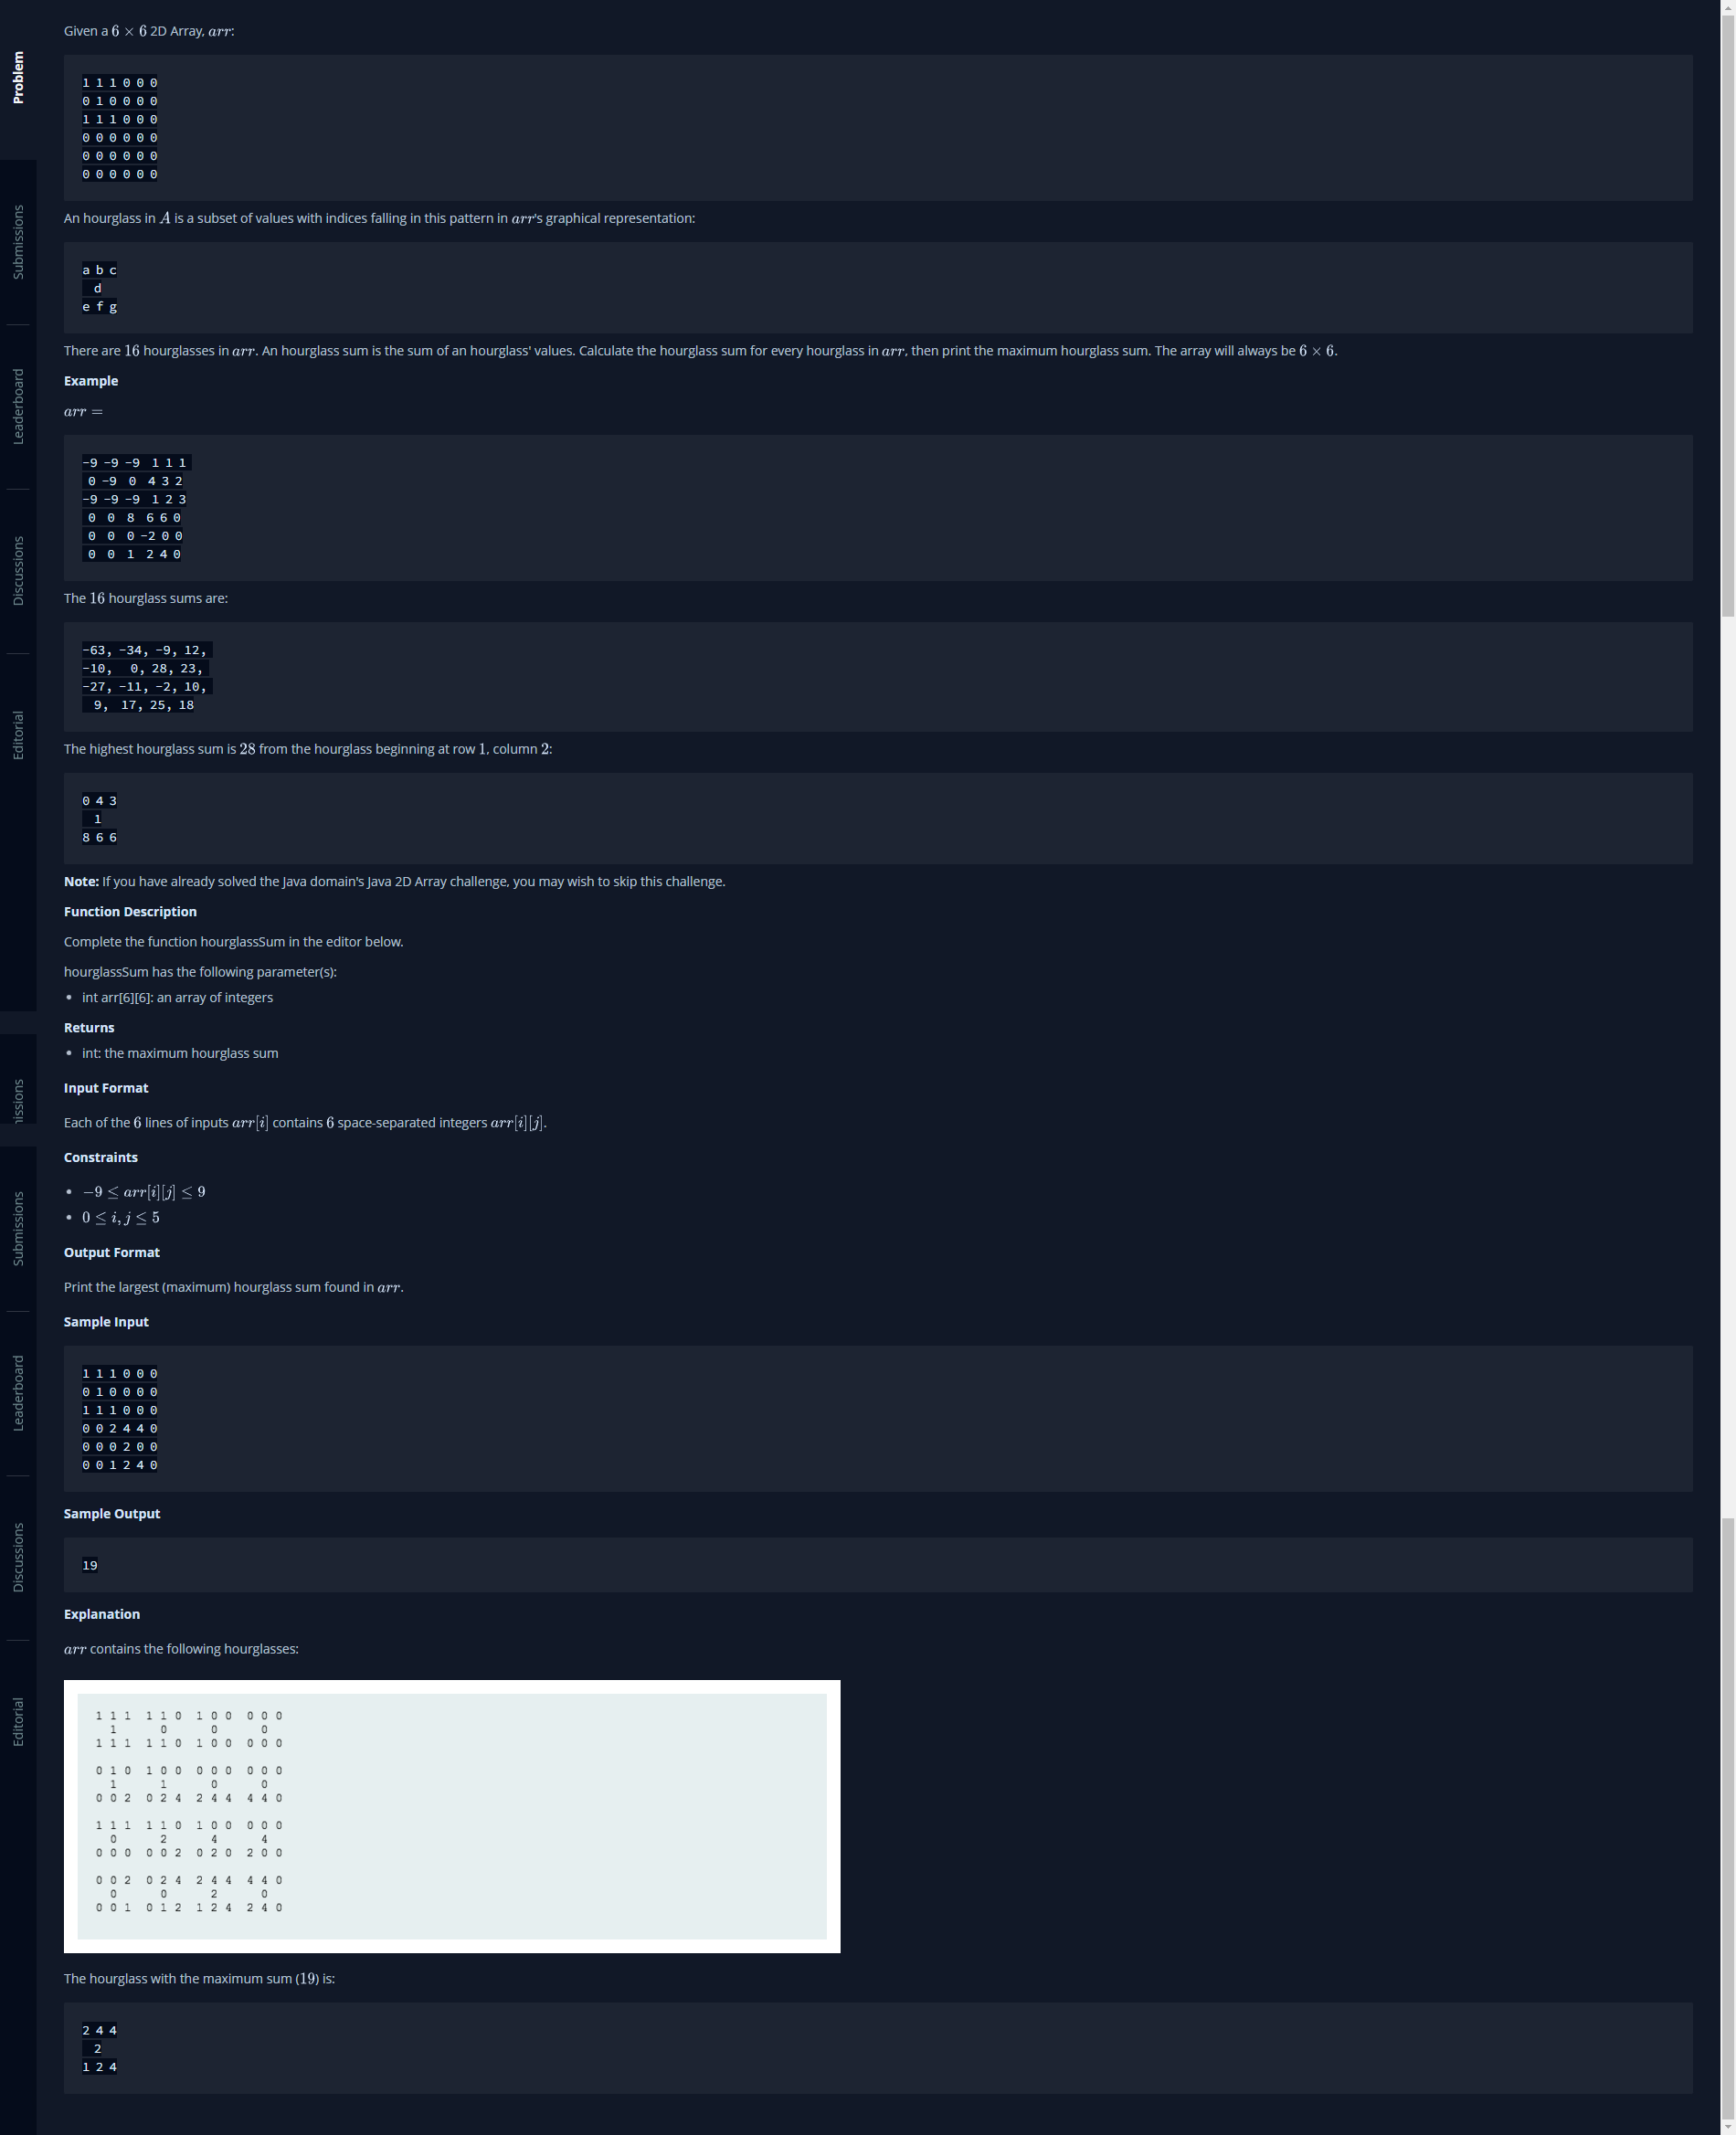 Problem
Submissions
Leaderboard
Discussions
Editorial
Given a 6 × 6 2D Array, arr:
1 1 1 0 0 0
0 1 0 0 0 0
1 1 1 0 0 0
0 0 0 0 0 0
0 0 0 0 0 0
0 0 0 0 0 0
An hourglass in A is a subset of values with indices falling in this pattern in arr's graphical representation:
a b c
d
e f g
There are 16 hourglasses in arr. An hourglass sum is the sum of an hourglass' values. Calculate the hourglass sum for every hourglass in arr, then print the maximum hourglass sum. The array will always be 6 × 6.
Example
arr =
-9 -9 -9 1 1 1
0 -9 0 4 3 2
-9 -9 -9 1 2 3
0 0 8 6 6 0
0 0 0 -2 0 0
0 0 1 2 4 0
The 16 hourglass sums are:
-63, -34, -9, 12,
-10, 0, 28, 23,
-27, -11, -2, 10,
9, 17, 25, 18
The highest hourglass sum is 28 from the hourglass beginning at row 1, column 2:
0 4 3
1
8 6 6
Note: If you have already solved the Java domain's Java 2D Array challenge, you may wish to skip this challenge.
Function Description
Complete the function hourglassSum in the editor below.
hourglassSum has the following parameter(s):
• int arr[6][6]: an array of integers
Returns
• int: the maximum hourglass sum
Input Format
Each of the 6 lines of inputs arr[i] contains 6 space-separated integers arr[i][j].
Constraints
• −9 ≤ arr[i][j] ≤ 9
• 0 ≤ i, j ≤ 5
Output Format
Print the largest (maximum) hourglass sum found in arr.
Sample Input
1 1 1 0 0 0
0 1 0 0 0 0
1 1 1 0 0 0
0 0 2 4 4 0
0 0 0 2 0 0
0 0 1 2 4 0
Sample Output
19
Explanation
arr contains the following hourglasses:
1 1 1 1 1 0 1 0 0 0 0 0
1 0 0 0
1 1 1 1 1 0 1 0 0 0 0 0
0 1 0 1 0 0 0 0 0 0 0 0
1 1 0 0
0 0 2 0 2 4 2 4 4 4 4 0
1 1 1 1 1 0 1 0 0 0 0 0
0 2 4 4
0 0 0 0 0 2 0 2 0 2 0 0
0 0 2 0 2 4 2 4 4 4 4 0
0 0 2 0
0 0 1 0 1 2 1 2 4 2 4 0
The hourglass with the maximum sum (19) is:
2 4 4
2
1 2 4
issions
Submissions
Leaderboard
Discussions
Editorial